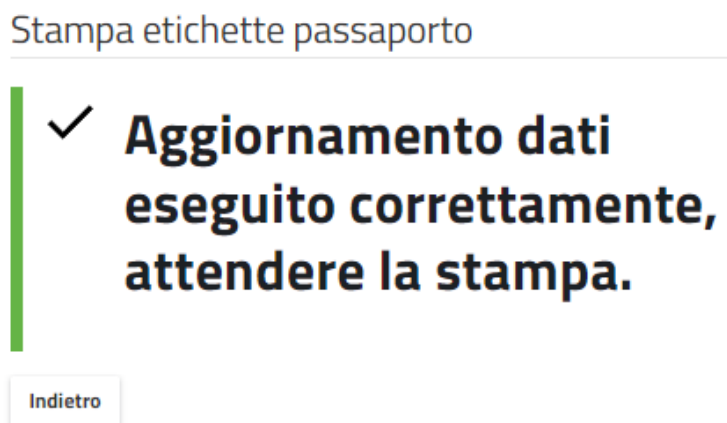 Stampa etichette passaporto
Aggiornamento dati
eseguito correttamente,
attendere la stampa.
Indietro